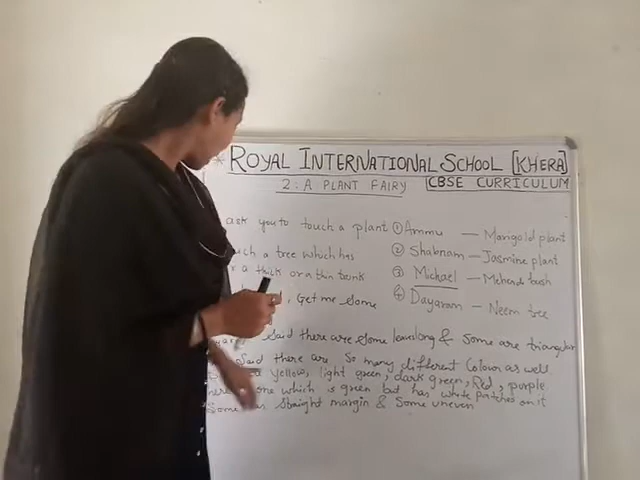 ROYAL INTERNATIONAL SCHOOL [KHERA]
2: A PLANT FAIRY
CBSE CURRICULUM
ask you to touch a plant ① Ammu — Marigold plant
a tree which has ② Shabnam — Jasmine plant
a thick or a thin ③ Michael — Mehendi
Get me some ④ Dayaram — Neem tree
Said there are some leaves long & Some are triangular
Said there are So many different Colours as well
yellow, light green, dark green, Red, purple
one which is green but has white Patches on it
Some Straight margin & Some uneven